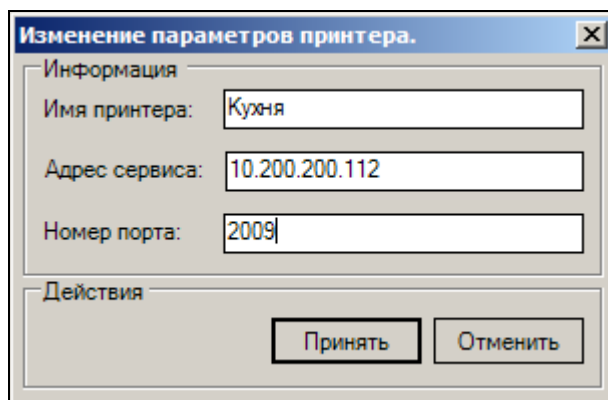 Изменение параметров принтера.
Информация
Имя принтера: Кухня
Адрес сервиса: 10.200.200.112
Номер порта: 2009
Действия
Принять Отменить